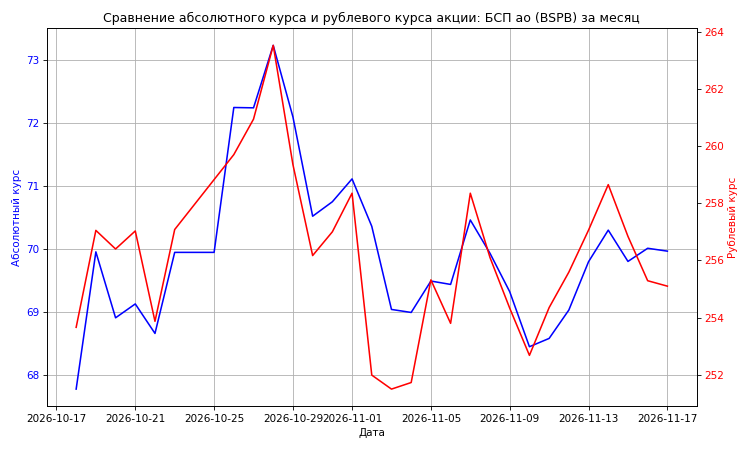 Сравнение абсолютного курса и рублевого курса акции: БСП ао (BSPB) за месяц
Абсолютный курс
73
72
71
70
69
68
264
262
260
258
256
254
252
Рублевый курс
2026-10-17 2026-10-21 2026-10-25 2026-10-29 2026-11-01 2026-11-05 2026-11-09 2026-11-13 2026-11-17
Дата